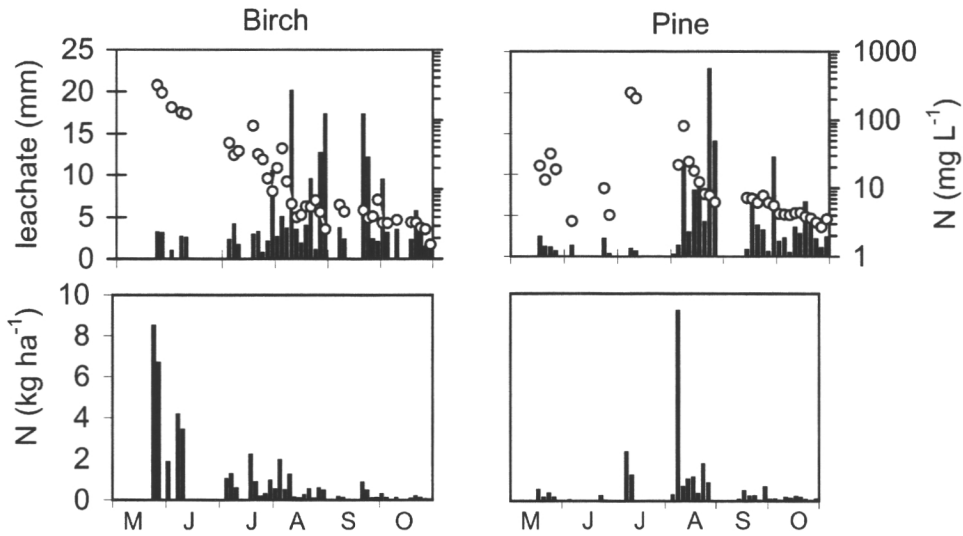 Birch Pine
25 1000
20
leachate (mm) 15 100 N (mg L⁻¹)
10 10
5
0 1
10
8
N (kg ha⁻¹) 6
4
2
0
M J J A S O M J J A S O